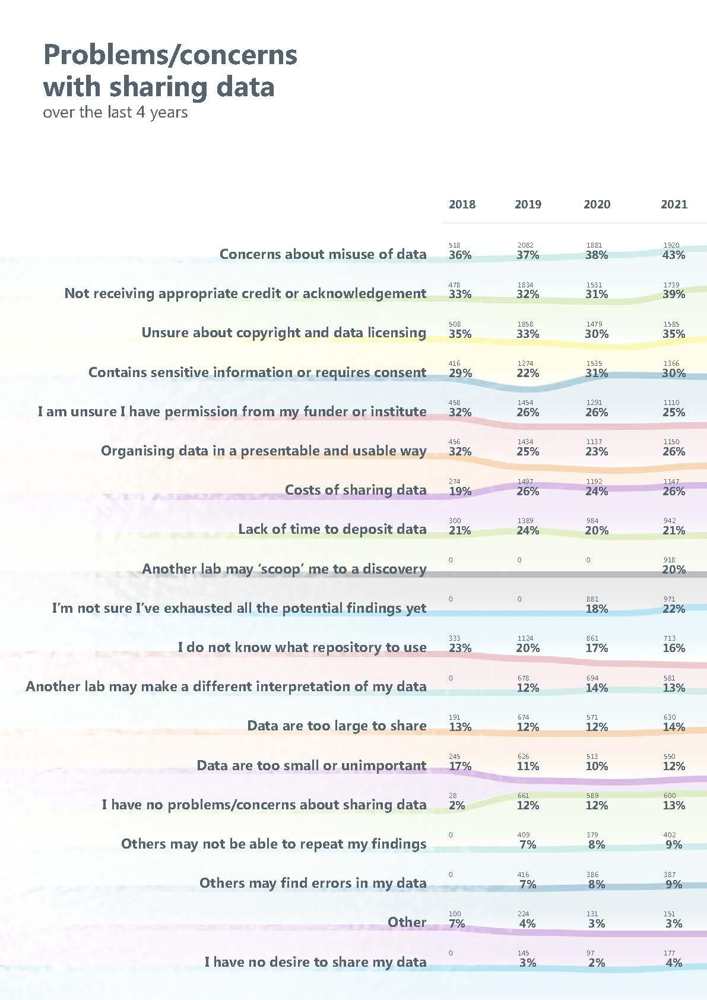 Problems/concerns
with sharing data
over the last 4 years
2018 2019 2020 2021
518 2082 1881 1920
Concerns about misuse of data 36% 37% 38% 43%
478 1834 1531 1739
Not receiving appropriate credit or acknowledgement 33% 32% 31% 39%
508 1858 1479 1585
Unsure about copyright and data licensing 35% 33% 30% 35%
416 1274 1535 1366
Contains sensitive information or requires consent 29% 22% 31% 30%
458 1454 1291 1110
I am unsure I have permission from my funder or institute 32% 26% 26% 25%
456 1434 1137 1150
Organising data in a presentable and usable way 32% 25% 23% 26%
274 1497 1192 1147
Costs of sharing data 19% 26% 24% 26%
300 1389 984 942
Lack of time to deposit data 21% 24% 20% 21%
0 0 0 918
Another lab may ‘scoop’ me to a discovery 20%
0 0 881 971
I’m not sure I’ve exhausted all the potential findings yet 18% 22%
333 1124 861 713
I do not know what repository to use 23% 20% 17% 16%
0 678 694 581
Another lab may make a different interpretation of my data 12% 14% 13%
191 674 571 630
Data are too large to share 13% 12% 12% 14%
245 626 513 550
Data are too small or unimportant 17% 11% 10% 12%
28 661 589 600
I have no problems/concerns about sharing data 2% 12% 12% 13%
0 409 379 402
Others may not be able to repeat my findings 7% 8% 9%
0 416 386 387
Others may find errors in my data 7% 8% 9%
100 224 131 151
Other 7% 4% 3% 3%
0 145 97 177
I have no desire to share my data 3% 2% 4%